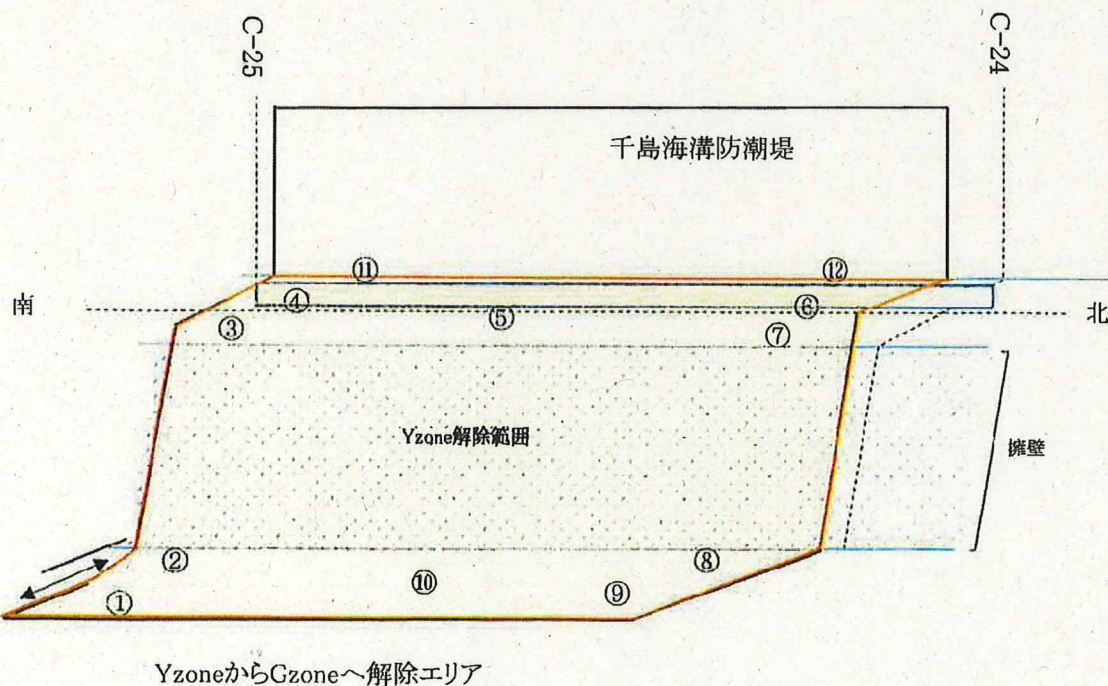 C-25
C-24
千島海溝防潮堤
⑪
⑫
南
④
⑥
北
⑤
③
⑦
Yzone解除範囲
擁壁
②
⑧
⑩
①
⑨
YzoneからGzoneへ解除エリア